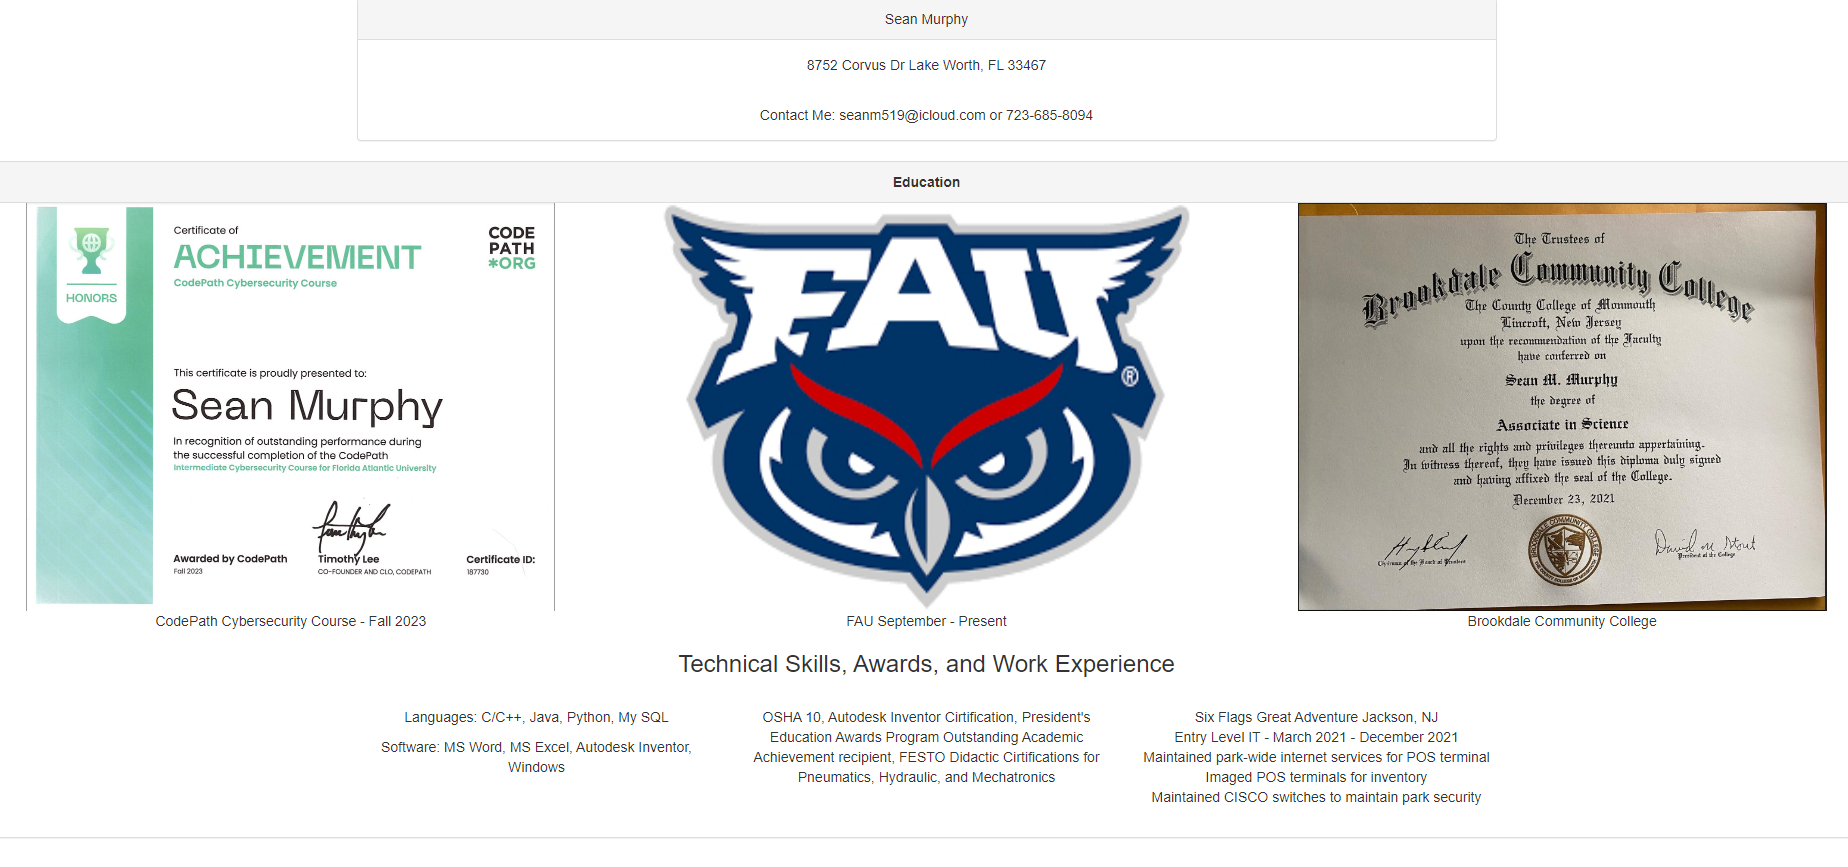 Sean Murphy
8752 Corvus Dr Lake Worth, FL 33467
Contact Me: seanm519@icloud.com or 723-685-8094
Education
HONORS
Certificate of
ACHIEVEMENT
CodePath Cybersecurity Course
CODE
PATH
*ORG
This certificate is proudly presented to:
Sean Murphy
In recognition of outstanding performance during
the successful completion of the CodePath
Intermediate Cybersecurity Course for Florida Atlantic University
Awarded by CodePath
Fall 2023
Timothy Lee
CO-FOUNDER AND CLO, CODEPATH
Certificate ID:
187730
CodePath Cybersecurity Course - Fall 2023
FAU
®
FAU September - Present
The Trustees of
Brookdale Community College
The County College of Monmouth
Lincroft, New Jersey
upon the recommendation of the Faculty
have conferred on
Sean M. Murphy
the degree of
Associate in Science
and all the rights and privileges thereunto appertaining.
In witness thereof, they have issued this diploma duly signed
and having affixed the seal of the College.
December 23, 2021
Chairman of the Board of Trustees
BROOKDALE COMMUNITY COLLEGE
THE COUNTY COLLEGE OF MONMOUTH
President of the College
Brookdale Community College
Technical Skills, Awards, and Work Experience
Languages: C/C++, Java, Python, My SQL
Software: MS Word, MS Excel, Autodesk Inventor,
Windows
OSHA 10, Autodesk Inventor Cirtification, President's
Education Awards Program Outstanding Academic
Achievement recipient, FESTO Didactic Cirtifications for
Pneumatics, Hydraulic, and Mechatronics
Six Flags Great Adventure Jackson, NJ
Entry Level IT - March 2021 - December 2021
Maintained park-wide internet services for POS terminal
Imaged POS terminals for inventory
Maintained CISCO switches to maintain park security